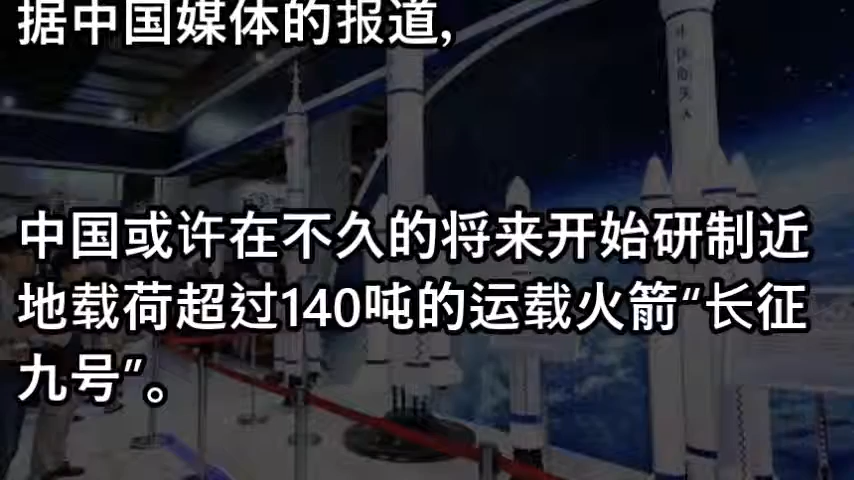 据中国媒体的报道,
中国或许在不久的将来开始研制近
地载荷超过140吨的运载火箭“长征
九号”。